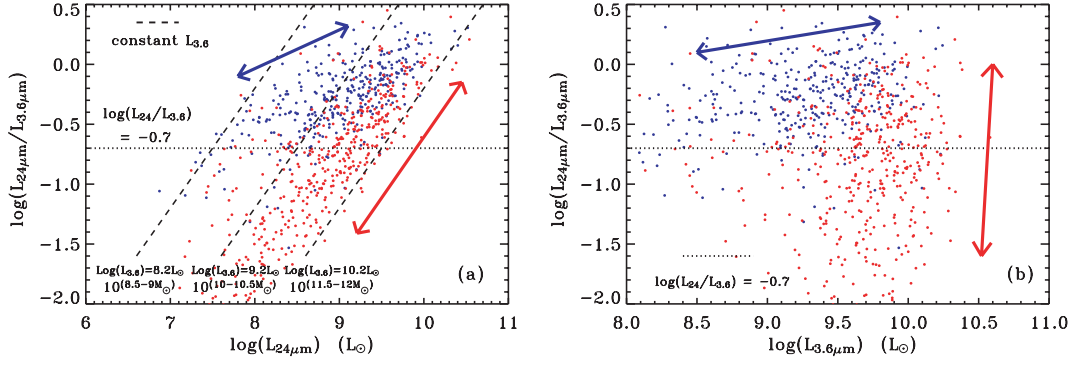 0.5
0.0
−0.5
−1.0
−1.5
−2.0
log(L24μm/L3.6μm)
constant L3.6
log(L24/L3.6)
= −0.7
Log(L3.6)=8.2L⊙ Log(L3.6)=9.2L⊙ Log(L3.6)=10.2L⊙
10(8.5−9M⊙) 10(10−10.5M⊙) 10(11.5−12M⊙)
(a)
6 7 8 9 10 11
log(L24μm) (L⊙)
0.5
0.0
−0.5
−1.0
−1.5
−2.0
log(L24μm/L3.6μm)
log(L24/L3.6) = −0.7
(b)
8.0 8.5 9.0 9.5 10.0 10.5 11.0
log(L3.6μm) (L⊙)